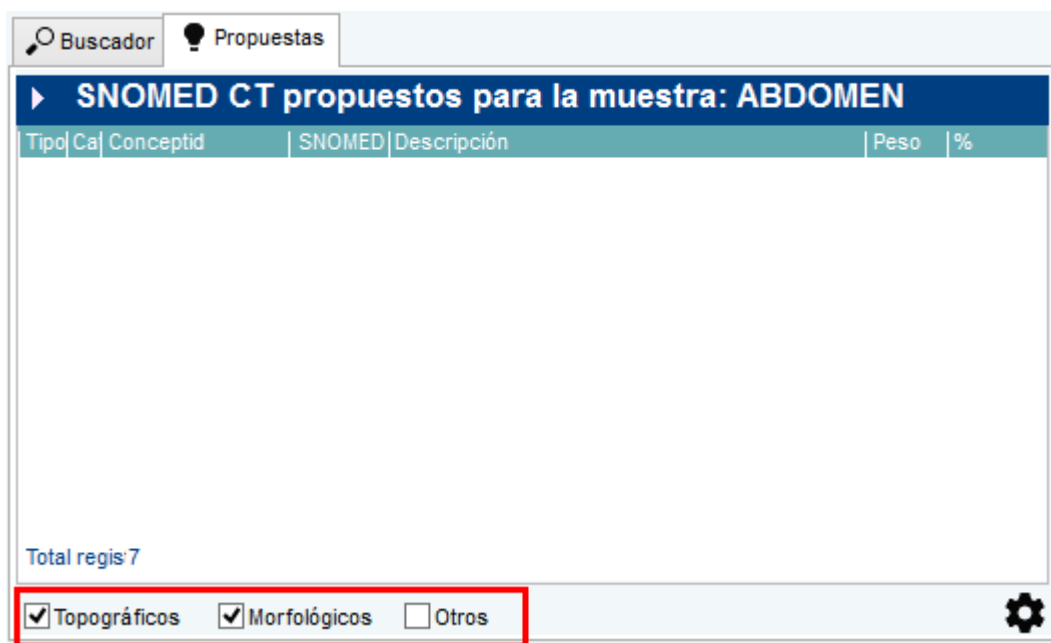 Buscador Propuestas
SNOMED CT propuestos para la muestra: ABDOMEN
Tipo Ca Conceptid SNOMED Descripción Peso %
Total regis 7
Topográficos Morfológicos Otros